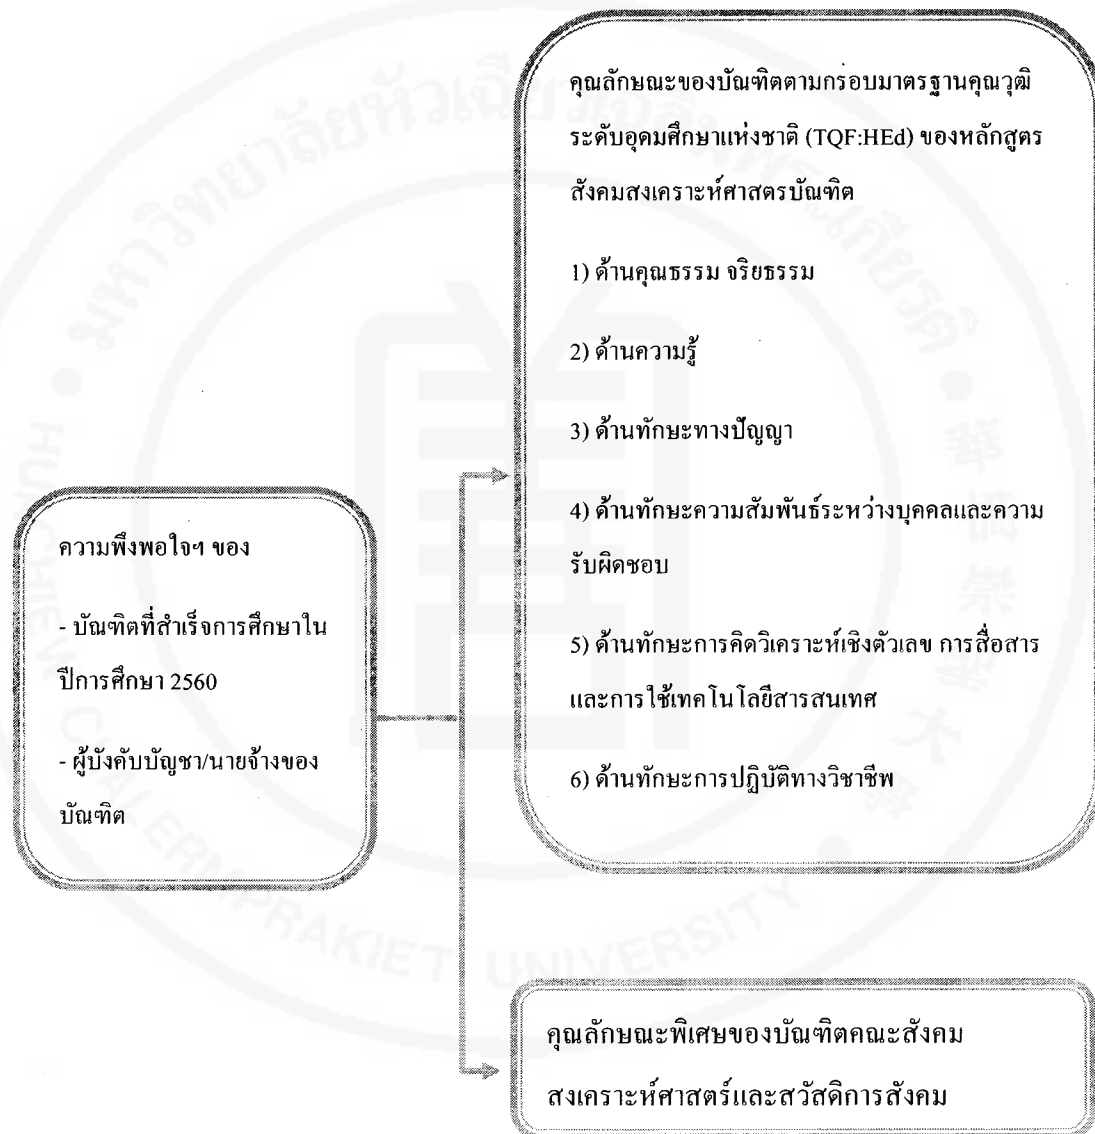 ความพึงพอใจฯ ของ
- บัณฑิตที่สำเร็จการศึกษาใน
ปีการศึกษา 2560
- ผู้บังคับบัญชา/นายจ้างของ
บัณฑิต
คุณลักษณะของบัณฑิตตามกรอบมาตรฐานคุณวุฒิ
ระดับอุดมศึกษาแห่งชาติ (TQF:HEd) ของหลักสูตร
สังคมสงเคราะห์ศาสตรบัณฑิต
1) ด้านคุณธรรม จริยธรรม
2) ด้านความรู้
3) ด้านทักษะทางปัญญา
4) ด้านทักษะความสัมพันธ์ระหว่างบุคคลและความ
รับผิดชอบ
5) ด้านทักษะการคิดวิเคราะห์เชิงตัวเลข การสื่อสาร
และการใช้เทคโนโลยีสารสนเทศ
6) ด้านทักษะการปฏิบัติทางวิชาชีพ
คุณลักษณะพิเศษของบัณฑิตคณะสังคม
สงเคราะห์ศาสตร์และสวัสดิการสังคม